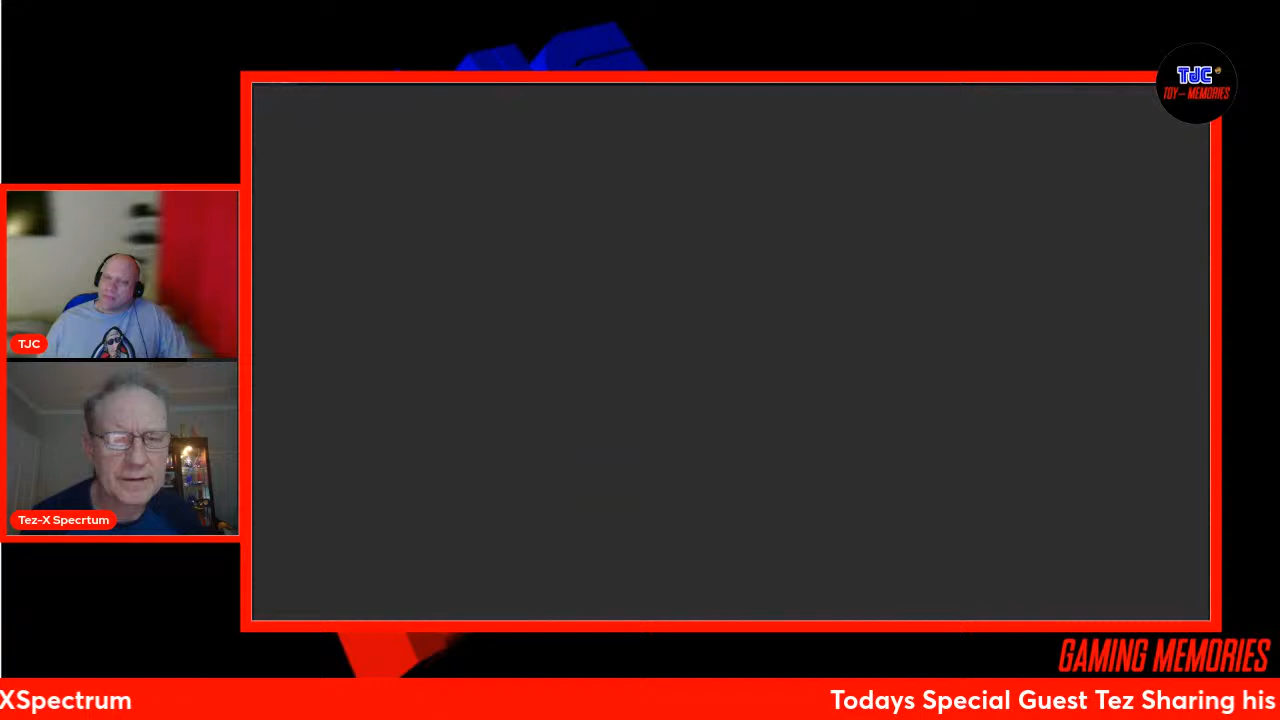 TJC
TOY-MEMORIES
TJC
Tez-X Specrtum
GAMING MEMORIES
XSpectrum
Todays Special Guest Tez Sharing his